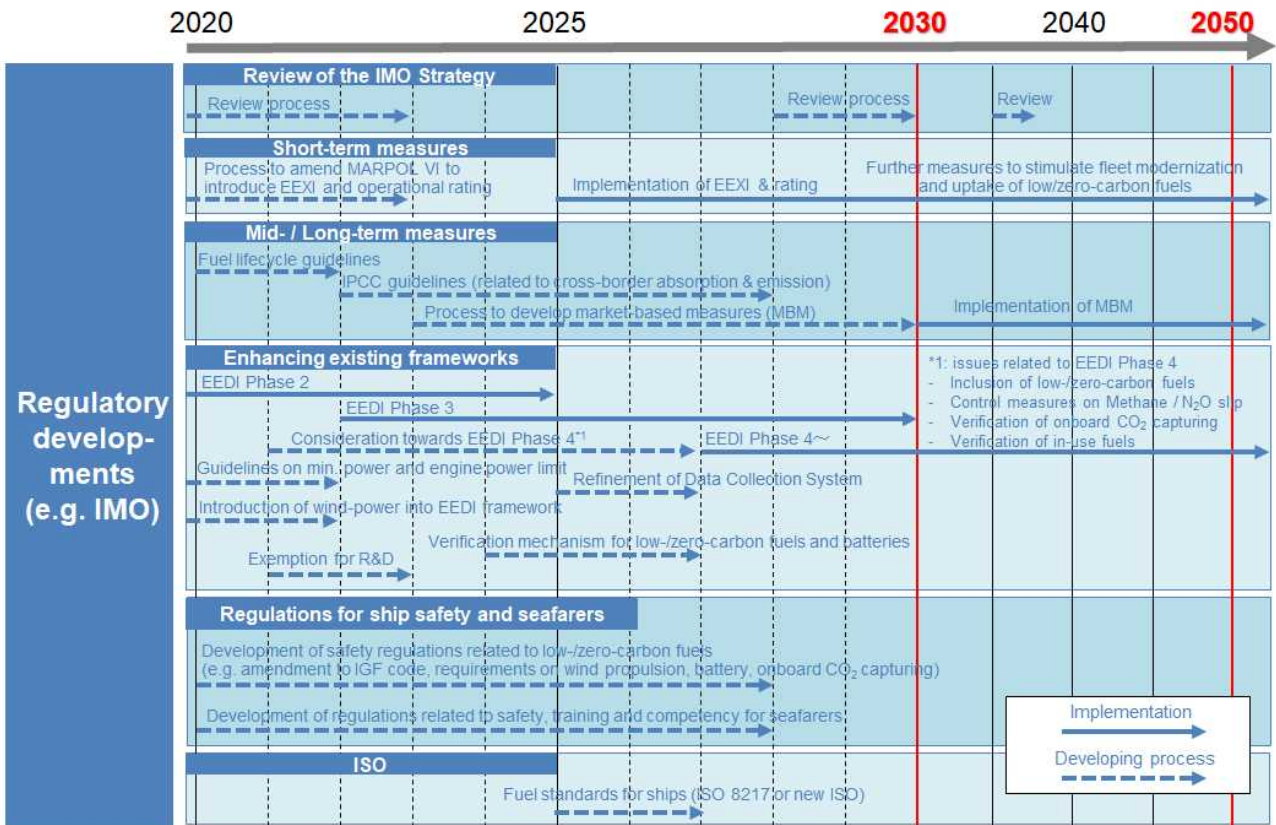 2020 2025 2030 2040 2050
Regulatory
develop-
ments
(e.g. IMO)
Review of the IMO Strategy
Review process
Review process
Review
Short-term measures
Process to amend MARPOL VI to
introduce EEXI and operational rating
Implementation of EEXI & rating
Further measures to stimulate fleet modernization
and uptake of low/zero-carbon fuels
Mid- / Long-term measures
Fuel lifecycle guidelines
IPCC guidelines (related to cross-border absorption & emission)
Process to develop market-based measures (MBM)
Implementation of MBM
Enhancing existing frameworks
EEDI Phase 2
EEDI Phase 3
Consideration towards EEDI Phase 4*1
EEDI Phase 4～
*1: issues related to EEDI Phase 4
- Inclusion of low-/zero-carbon fuels
- Control measures on Methane / N₂O slip
- Verification of onboard CO₂ capturing
- Verification of in-use fuels
Guidelines on min. power and engine power limit
Refinement of Data Collection System
Introduction of wind-power into EEDI framework
Verification mechanism for low-/zero-carbon fuels and batteries
Exemption for R&D
Regulations for ship safety and seafarers
Development of safety regulations related to low-/zero-carbon fuels
(e.g. amendment to IGF code, requirements on wind propulsion, battery, onboard CO₂ capturing)
Development of regulations related to safety, training and competency for seafarers
Implementation
Developing process
ISO
Fuel standards for ships (ISO 8217 or new ISO)